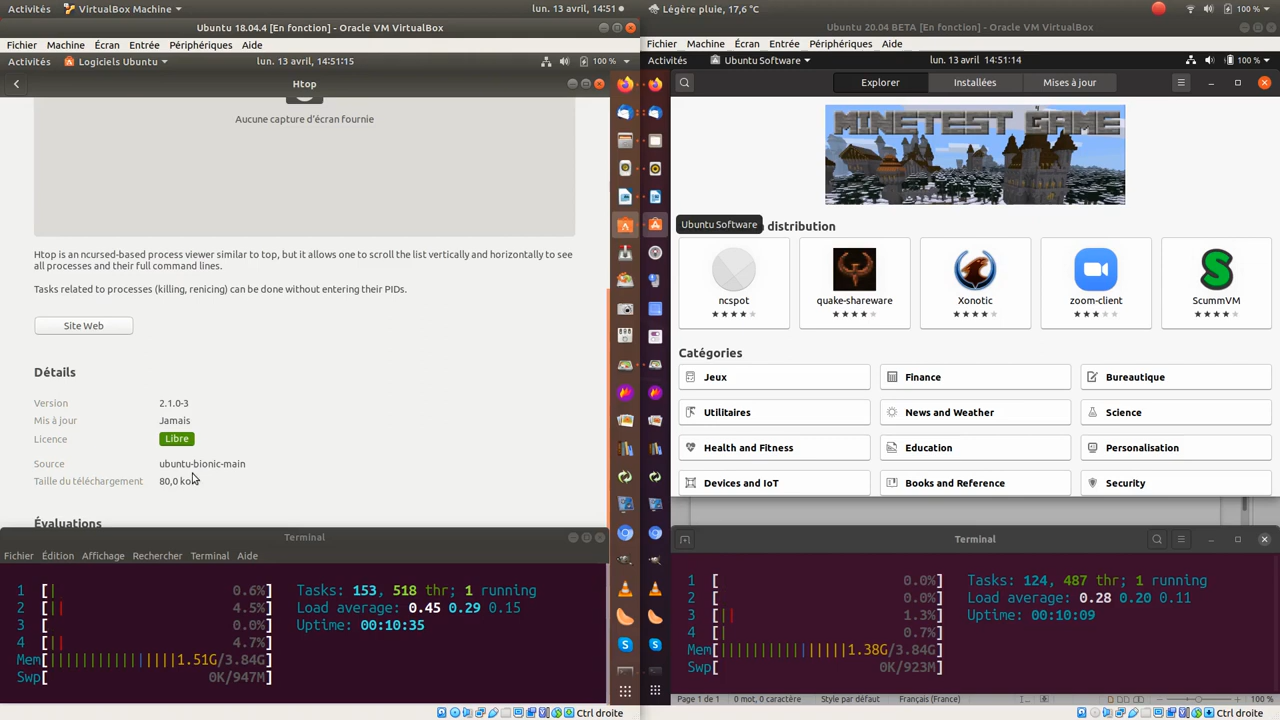 Activités VirtualBox Machine lun. 13 avril, 14:51 Légère pluie, 17,6 °C 100 %
Ubuntu 18.04.4 [En fonction] - Oracle VM VirtualBox
Fichier Machine Écran Entrée Périphériques Aide
Activités Logiciels Ubuntu lun. 13 avril, 14:51:15 100 %
Htop
Aucune capture d'écran fournie
Htop is an ncursed-based process viewer similar to top, but it allows one to scroll the list vertically and horizontally to see
all processes and their full command lines.
Tasks related to processes (killing, renicing) can be done without entering their PIDs.
Site Web
Détails
Version 2.1.0-3
Mis à jour Jamais
Licence Libre
Source ubuntu-bionic-main
Taille du téléchargement 80,0
Évaluations
Terminal
Fichier Édition Affichage Rechercher Terminal Aide
1 [| 0.6%] Tasks: 153, 518 thr; 1 running
2 [|| 4.5%] Load average: 0.45 0.29 0.15
3 [ 0.0%] Uptime: 00:10:35
4 [|| 4.7%]
Mem[|||||||||||||||||1.51G/3.84G]
Swp[ 0K/947M]
Ctrl droite
Ubuntu 20.04 BETA [En fonction] - Oracle VM VirtualBox
Fichier Machine Écran Entrée Périphériques Aide
Activités Ubuntu Software lun. 13 avril 14:51:14 100 %
Explorer Installées Mises à jour
MINETEST GAME
Ubuntu Software distribution
ncspot quake-shareware Xonotic zoom-client ScummVM
Catégories
Jeux Finance Bureautique
Utilitaires News and Weather Science
Health and Fitness Education Personalisation
Devices and IoT Books and Reference Security
Terminal
1 [ 0.0%] Tasks: 124, 487 thr; 1 running
2 [ 0.0%] Load average: 0.28 0.20 0.11
3 [|| 1.3%] Uptime: 00:10:09
4 [| 0.7%]
Mem[||||||||||||||||1.38G/3.84G]
Swp[ 0K/923M]
Page 1 de 1 0 mot, 0 caractère Style par défaut Français (France) 100 %
Ctrl droite